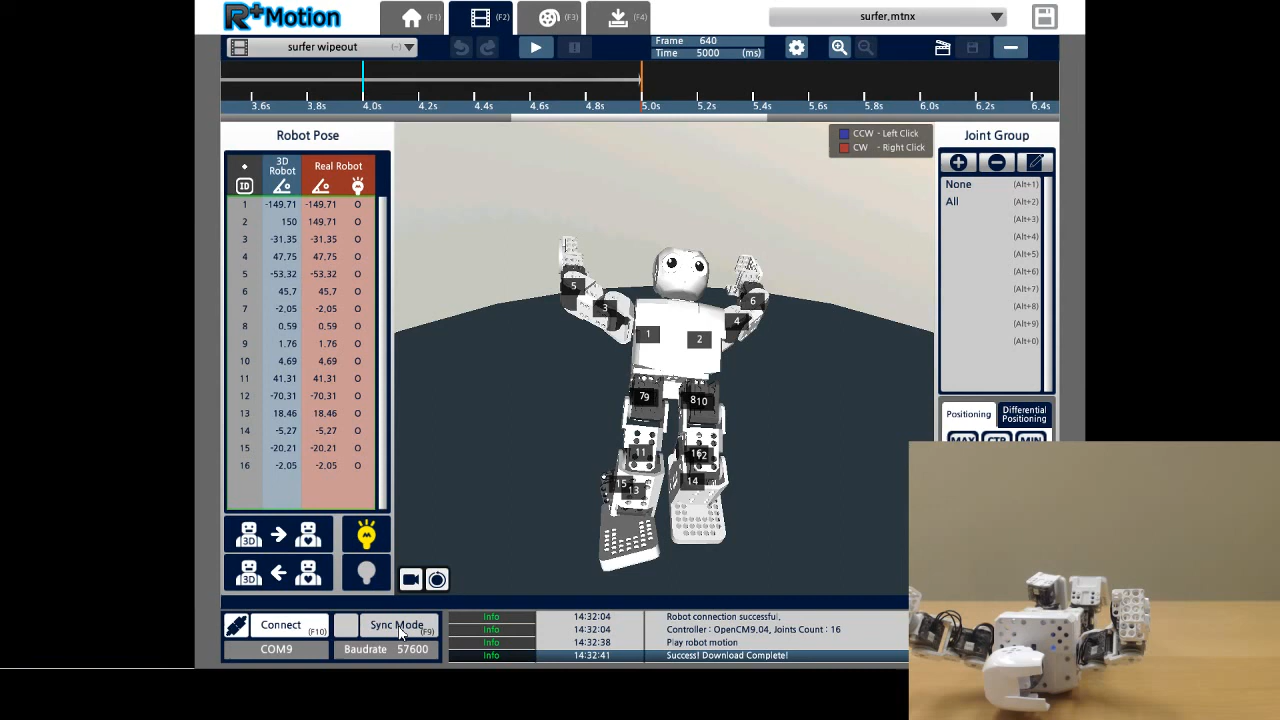 R+Motion
(F1)
(F2)
(F3)
(F4)
surfer.mtnx
surfer wipeout
(-)
Frame 640
Time 5000 (ms)
3.6s 3.8s 4.0s 4.2s 4.4s 4.6s 4.8s 5.0s 5.2s 5.4s 5.6s 5.8s 6.0s 6.2s 6.4s
Robot Pose
3D Robot
Real Robot
ID
1 -149.71 -149.71 O
2 150 149.71 O
3 -31.35 -31.35 O
4 47.75 47.75 O
5 -53.32 -53.32 O
6 45.7 45.7 O
7 -2.05 -2.05 O
8 0.59 0.59 O
9 1.76 1.76 O
10 4.69 4.69 O
11 41.31 41.31 O
12 -70.31 -70.31 O
13 18.46 18.46 O
14 -5.27 -5.27 O
15 -20.21 -20.21 O
16 -2.05 -2.05 O
3D
3D
Connect (F10)
Sync Mode (F9)
COM9
Baudrate 57600
CCW - Left Click
CW - Right Click
5
3
6
4
1
2
79
810
11
16
15
13
14
Joint Group
None (Alt+1)
All (Alt+2)
(Alt+3)
(Alt+4)
(Alt+5)
(Alt+6)
(Alt+7)
(Alt+8)
(Alt+9)
(Alt+0)
Positioning
Differential Positioning
MAX CTR MIN
Info 14:32:04 Robot connection successful.
Info 14:32:04 Controller : OpenCM9.04, Joints Count : 16
Info 14:32:38 Play robot motion
Info 14:32:41 Success! Download Complete!